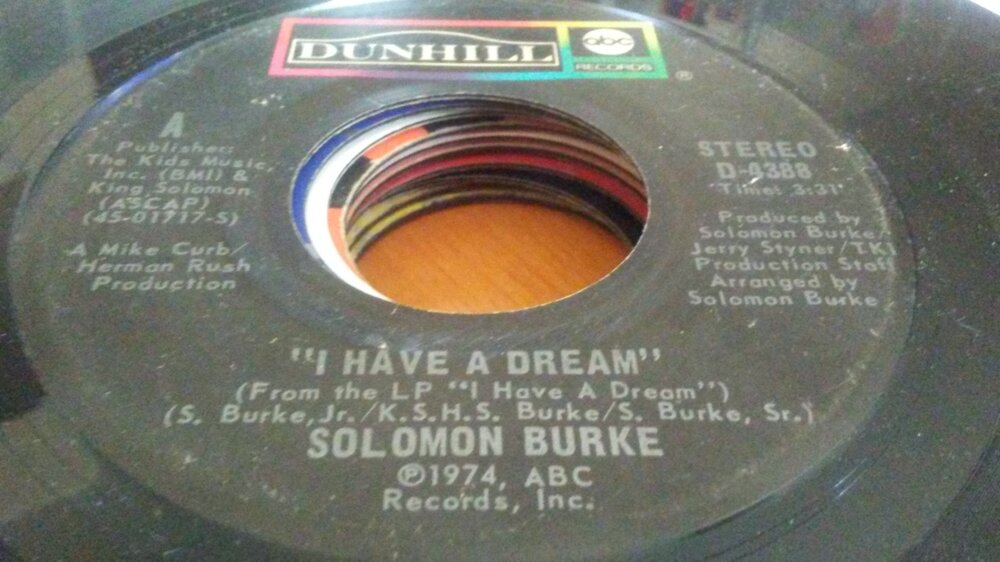 DUNHILL
abc
RECORDS
®
A
Publisher:
The Kids Music,
Inc. (BMI) &
King Solomon
(ASCAP)
(45-01717-S)
A Mike Curb/
Herman Rush
Production
STEREO
D-4388
Time: 3:31
Produced by
Solomon Burke/
Jerry Styner/TKI
Production Staff
Arranged by
Solomon Burke
"I HAVE A DREAM"
(From the LP "I Have A Dream")
(S. Burke, Jr./K.S.H.S. Burke/S. Burke, Sr.)
SOLOMON BURKE
℗1974, ABC
Records, Inc.